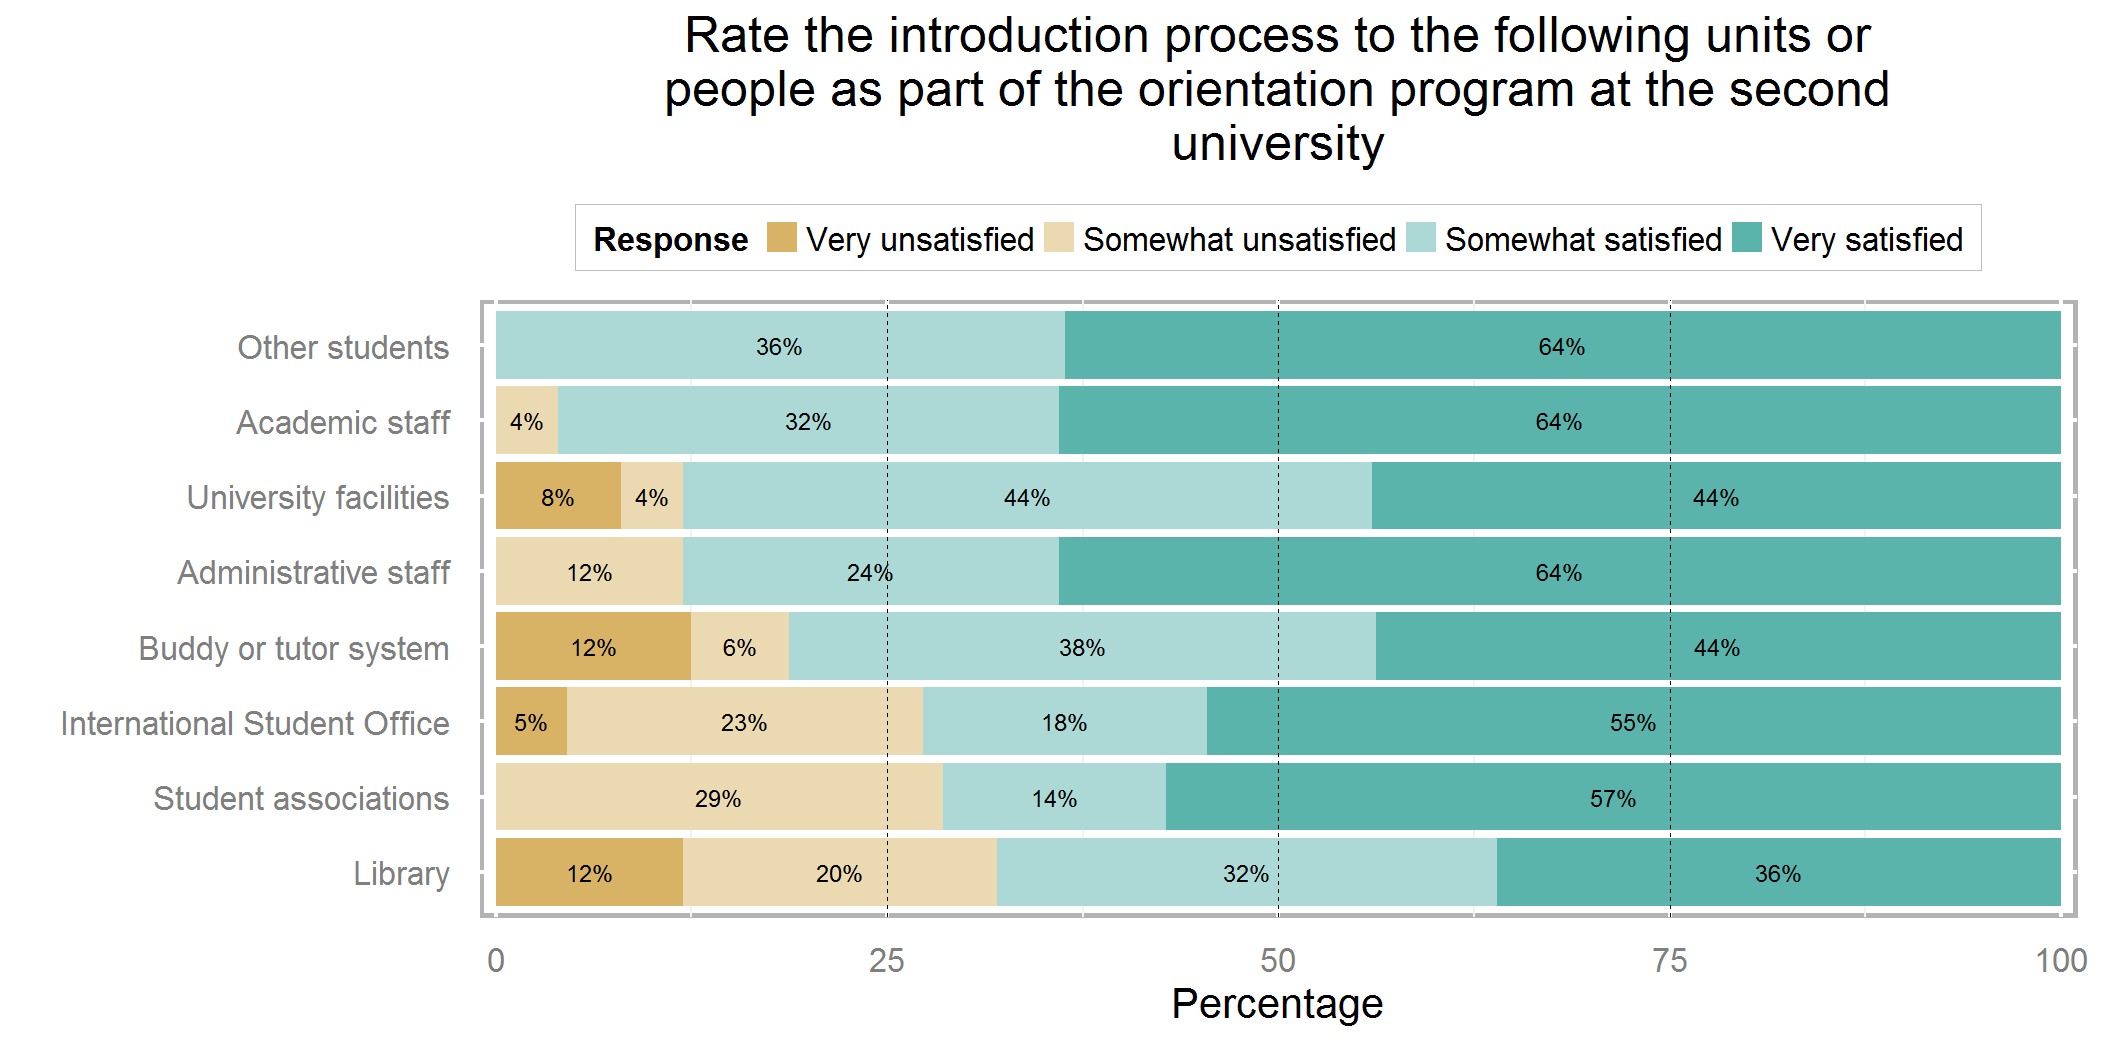 Rate the introduction process to the following units or
people as part of the orientation program at the second
university
Response Very unsatisfied Somewhat unsatisfied Somewhat satisfied Very satisfied
Other students 36% 64%
Academic staff 4% 32% 64%
University facilities 8% 4% 44% 44%
Administrative staff 12% 24% 64%
Buddy or tutor system 12% 6% 38% 44%
International Student Office 5% 23% 18% 55%
Student associations 29% 14% 57%
Library 12% 20% 32% 36%
0 25 50 75 100
Percentage